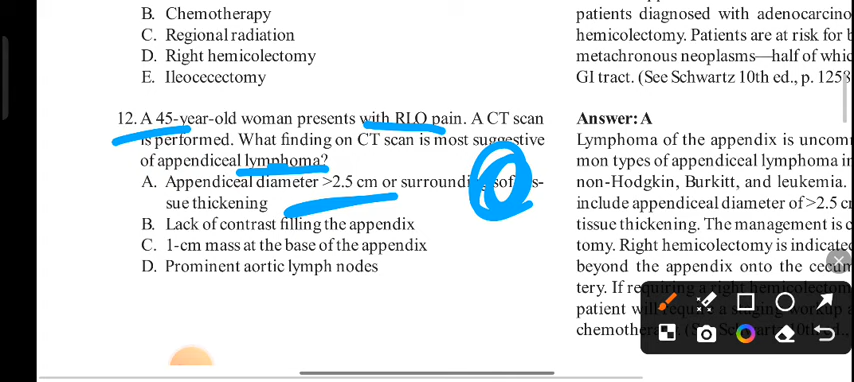 B. Chemotherapy
C. Regional radiation
D. Right hemicolectomy
E. Ileocecectomy
12. A 45-year-old woman presents with RLQ pain. A CT scan
is performed. What finding on CT scan is most suggestive
of appendiceal lymphoma?
A. Appendiceal diameter >2.5 cm or surrounding soft tis-
sue thickening
B. Lack of contrast filling the appendix
C. 1-cm mass at the base of the appendix
D. Prominent aortic lymph nodes
patients diagnosed with adenocarcino
hemicolectomy. Patients are at risk for
metachronous neoplasms—half of whic
GI tract. (See Schwartz 10th ed., p. 1258
Answer: A
Lymphoma of the appendix is uncom
mon types of appendiceal lymphoma in
non-Hodgkin, Burkitt, and leukemia.
include appendiceal diameter of >2.5 c
tissue thickening. The management is
tomy. Right hemicolectomy is indicated
beyond the appendix onto the cecum
tery. If requiring a right hemicolectom
patient will require a staging workup
chemothera